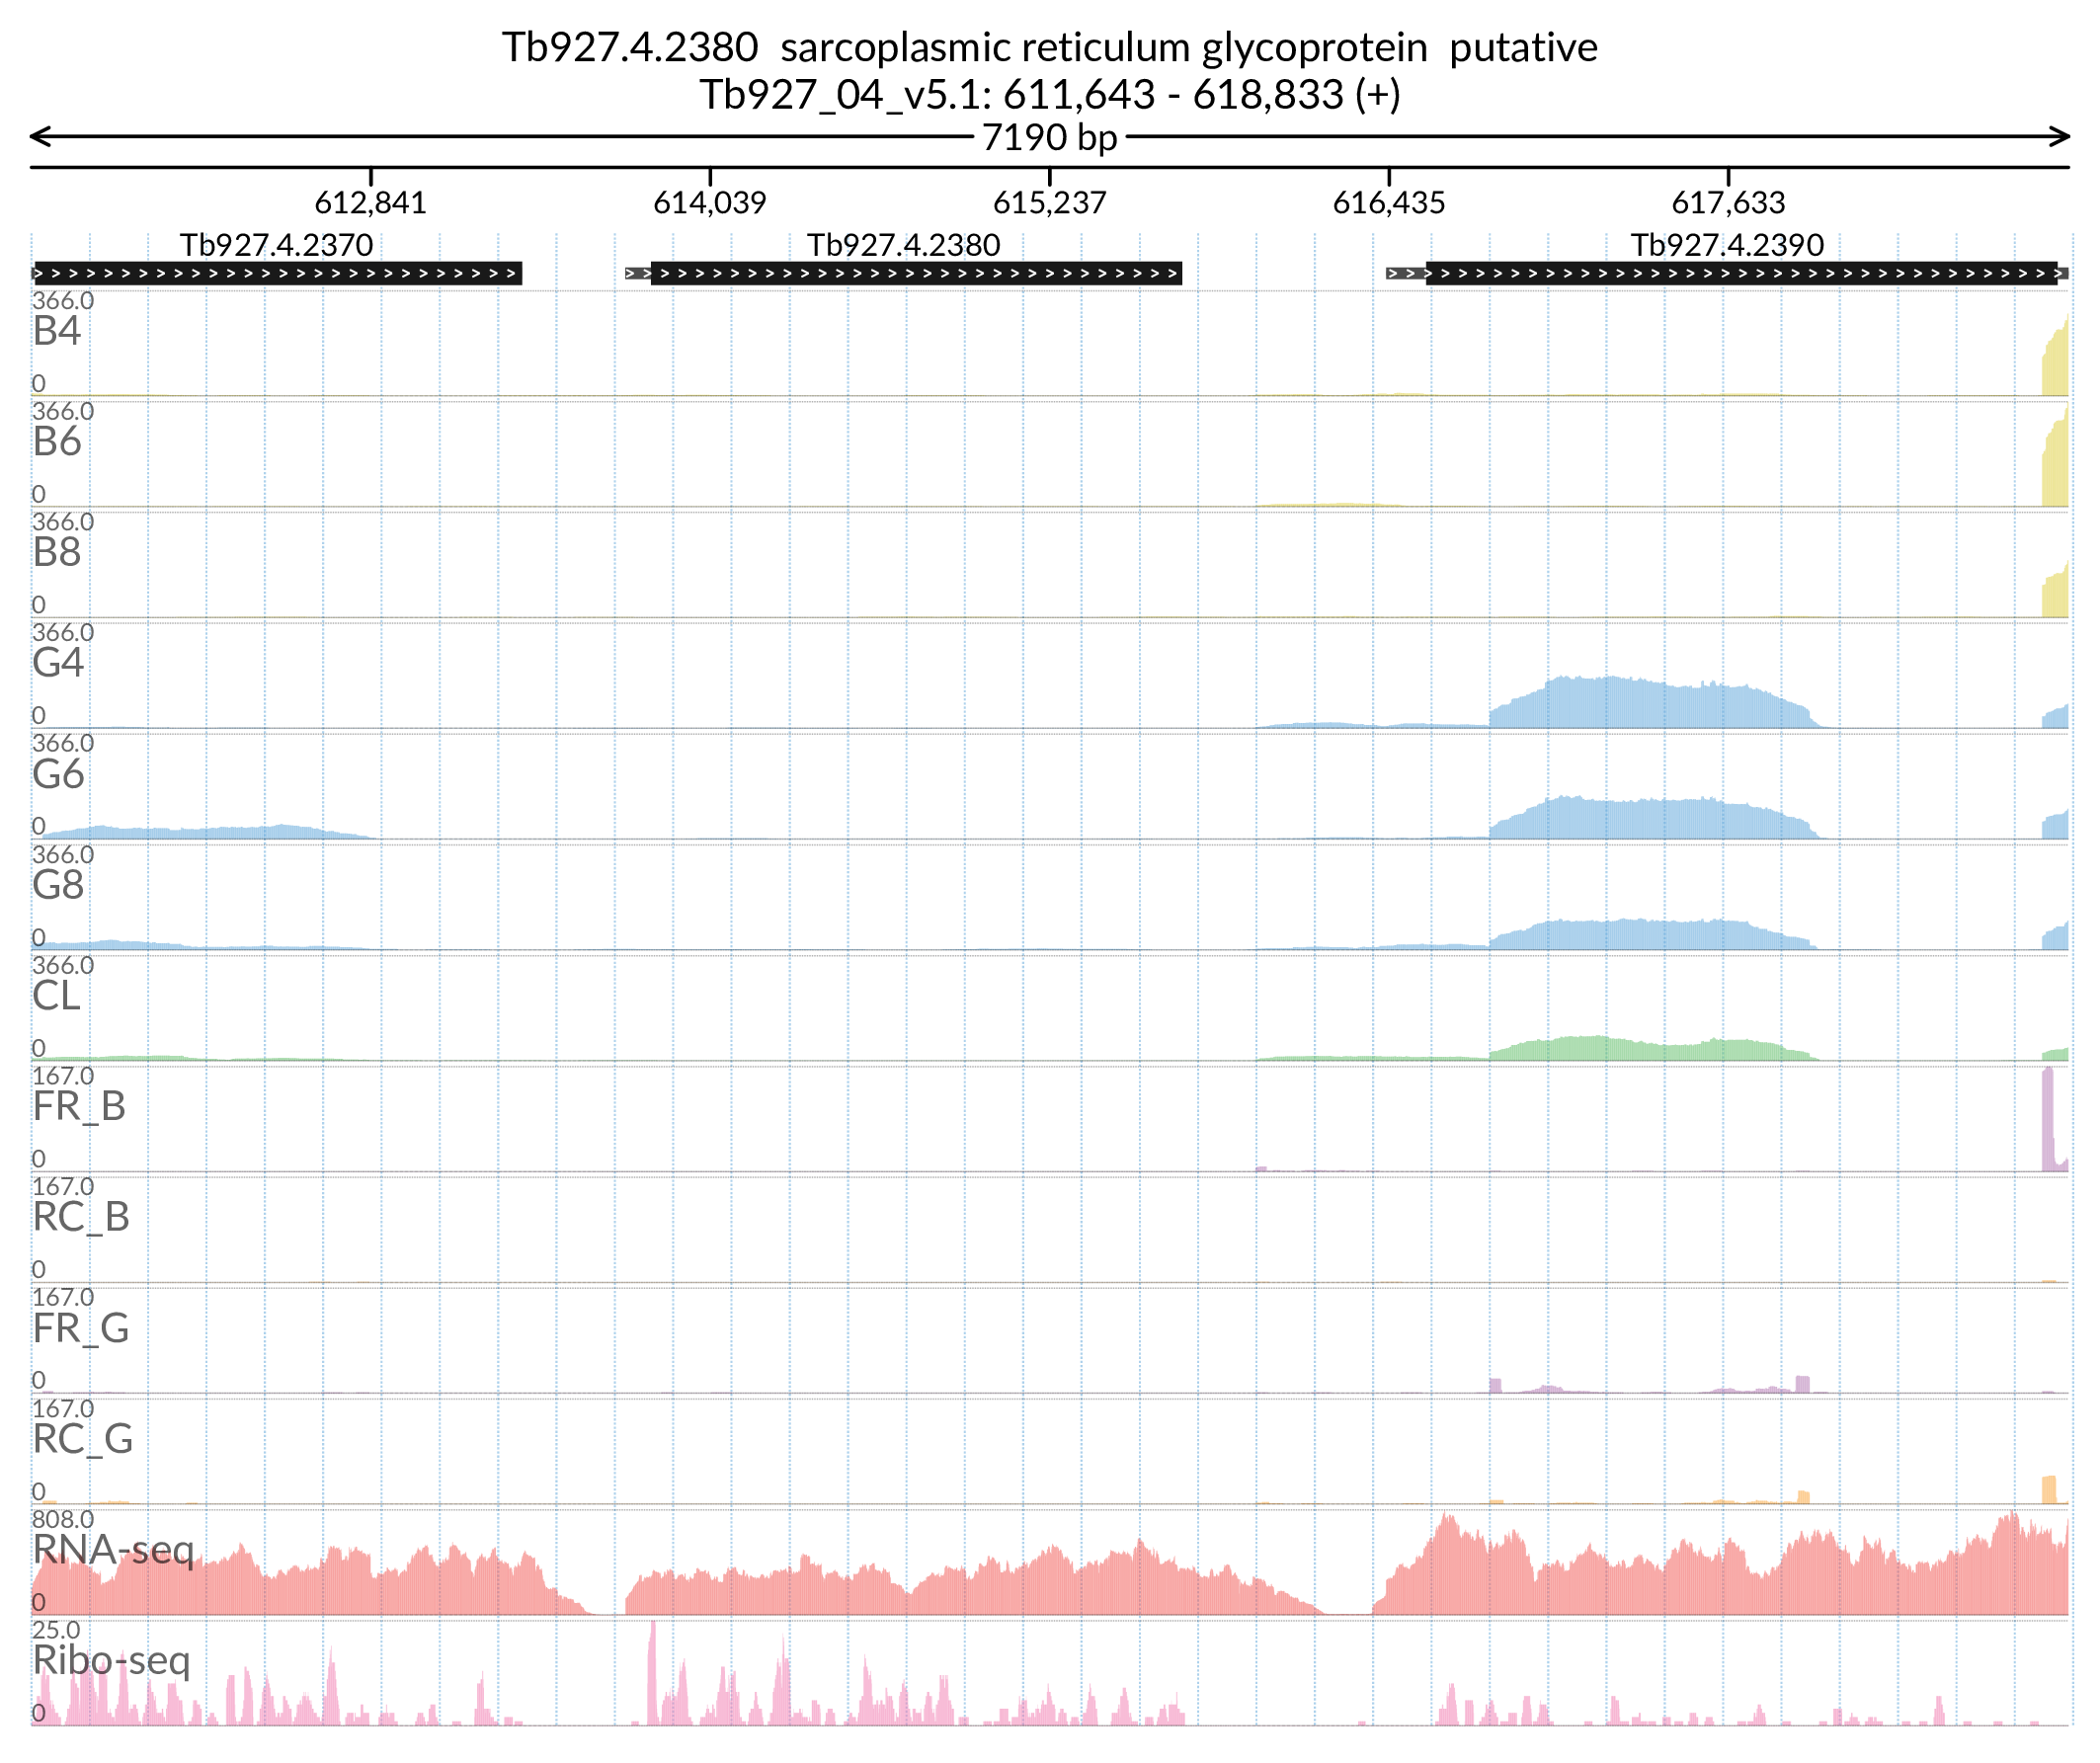 Tb927.4.2380  sarcoplasmic reticulum glycoprotein  putative
Tb927_04_v5.1: 611,643 - 618,833 (+)
7190 bp
612,841 614,039 615,237 616,435 617,633
Tb927.4.2370 Tb927.4.2380 Tb927.4.2390
366.0
B4
0
366.0
B6
0
366.0
B8
0
366.0
G4
0
366.0
G6
0
366.0
G8
0
366.0
CL
0
167.0
FR_B
0
167.0
RC_B
0
167.0
FR_G
0
167.0
RC_G
0
808.0
RNA-seq
0
25.0
Ribo-seq
0